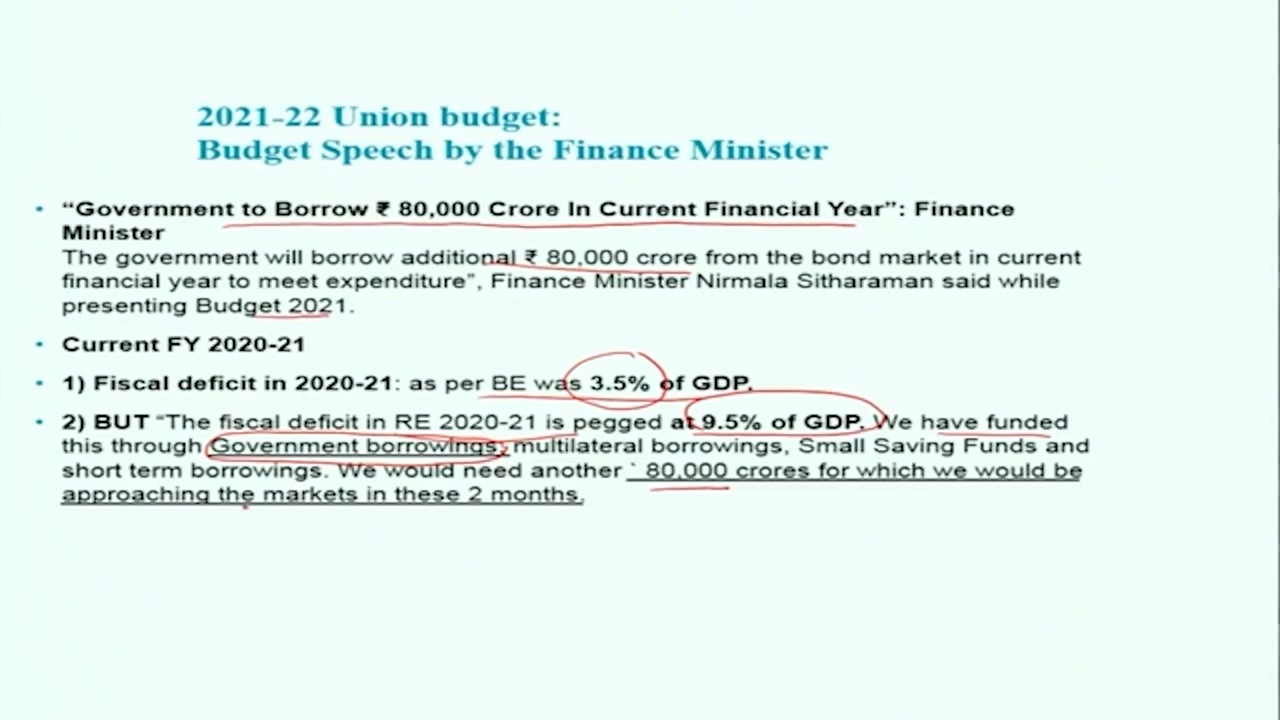 2021-22 Union budget:
Budget Speech by the Finance Minister
• “Government to Borrow ₹ 80,000 Crore In Current Financial Year”: Finance
Minister
The government will borrow additional ₹ 80,000 crore from the bond market in current
financial year to meet expenditure”, Finance Minister Nirmala Sitharaman said while
presenting Budget 2021.
• Current FY 2020-21
• 1) Fiscal deficit in 2020-21: as per BE was 3.5% of GDP.
• 2) BUT “The fiscal deficit in RE 2020-21 is pegged at 9.5% of GDP. We have funded
this through Government borrowings, multilateral borrowings, Small Saving Funds and
short term borrowings. We would need another ` 80,000 crores for which we would be
approaching the markets in these 2 months.